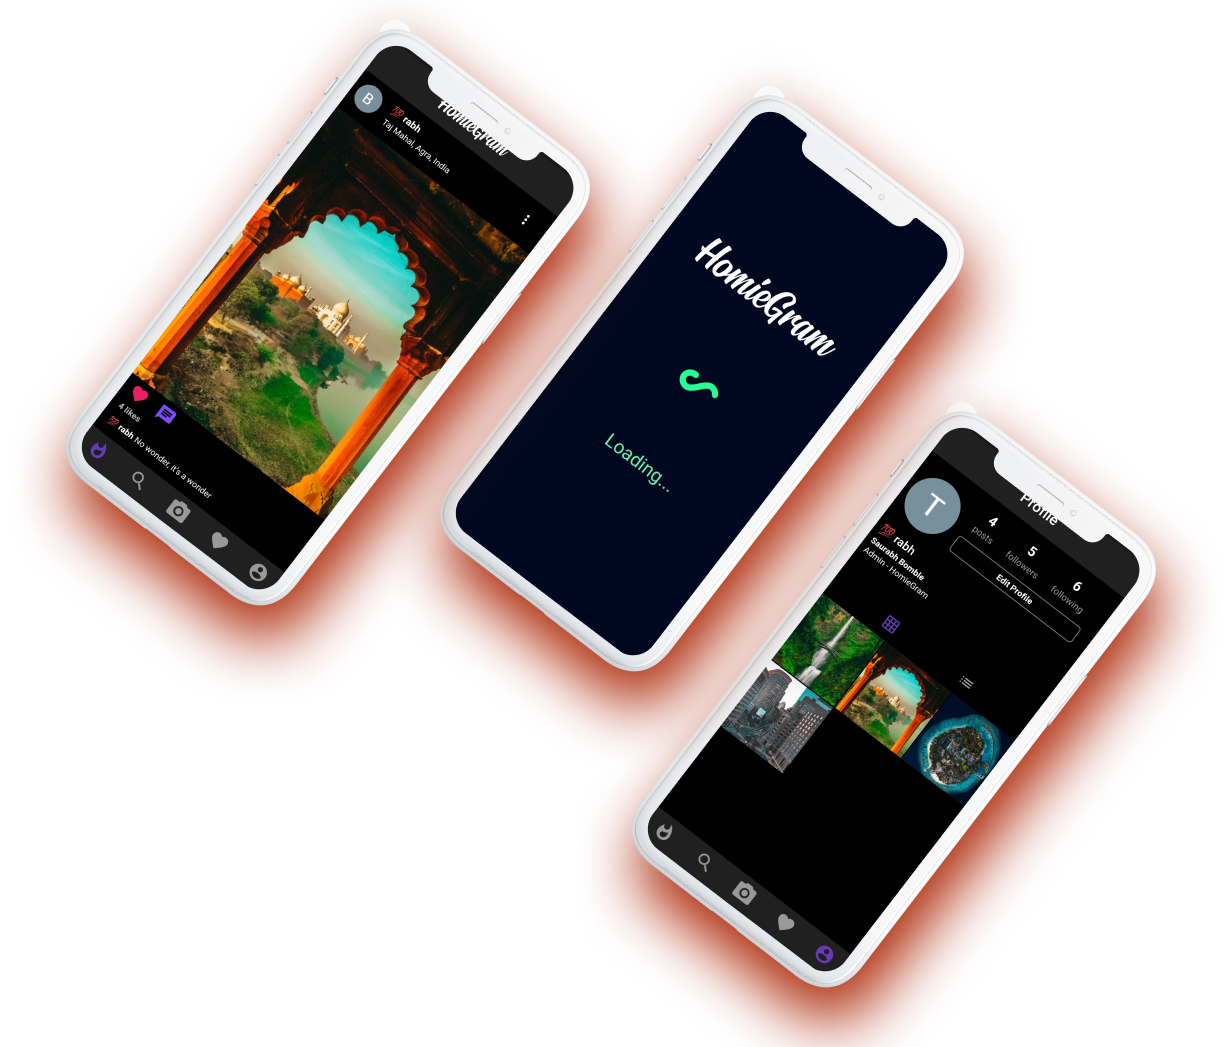 HomieGram
B
💯 rabh
Taj Mahal, Agra, India
4 likes
💯 rabh No wonder, it's a wonder
HomieGram
Loading...
Profile
T
4
posts
5
followers
6
following
Edit Profile
💯 rabh
Saurabh Bomble
Admin - HomieGram